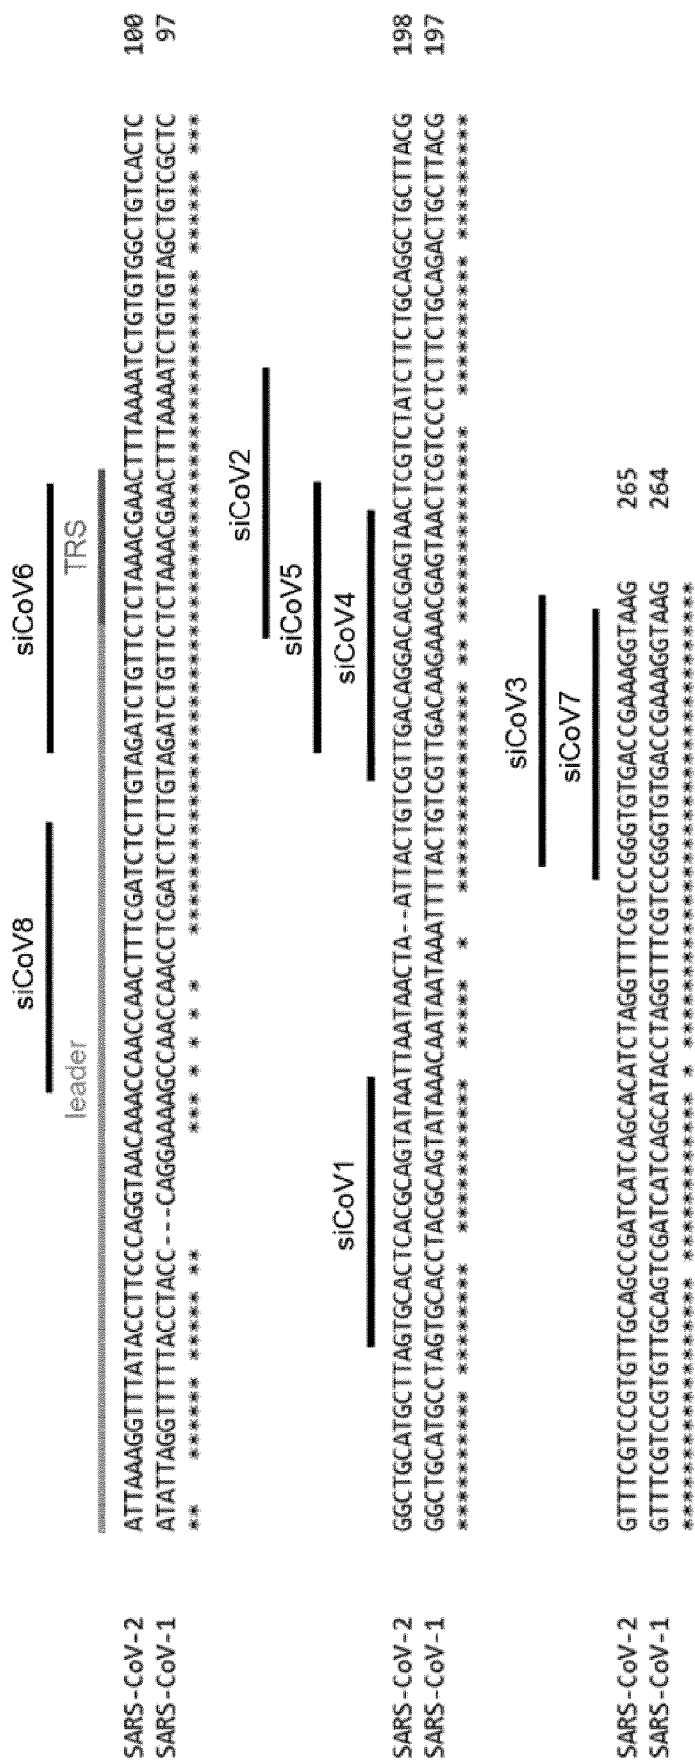 siCoV8 siCoV6
leader TRS
SARS-CoV-2 ATTAAAGGTTTATACCTTCCCAGGTAACAAACCAACCAACTTTCGATCTCTTGTAGATCTGTTCTCTAAACGAACTTTAAAATCTGTGTGGCTGTCACTC 100
SARS-CoV-1 ATATTAGGTTTTTACCTACC---CAGGAAAAGCCAACCAACCTCGATCTCTTGTAGATCTGTTCTCTAAACGAACTTTAAAATCTGTGTAGCTGTCGCTC 97
**   ****** ***** **        *** * * * *   *********************************************** ****** ***
siCoV2
siCoV5
siCoV1 siCoV4
SARS-CoV-2 GGCTGCATGCTTAGTGCACTCACGCAGTATAATTAATAACTA--ATTACTGTCGTTGACAGGACACGAGTAACTCGTCTATCTTCTGCAGGCTGCTTACG 198
SARS-CoV-1 GGCTGCATGCCTAGTGCACCTACGCAGTATAAACAATAATAAATTTTACTGTCGTTGACAAGAAACGAGTAACTCGTCCCTCTTCTGCAGACTGCTTACG 197
********** ********  ***********  *****  *   *************** ** **************  ********** *********
siCoV3
siCoV7
SARS-CoV-2 GTTTCGTCCGTGTTGCAGCCGATCATCAGCACATCTAGGTTTCGTCCGGGTGTGACCGAAAGGTAAG 265
SARS-CoV-1 GTTTCGTCCGTGTTGCAGTCGATCATCAGCATACCTAGGTTTCGTCCGGGTGTGACCGAAAGGTAAG 264
****************** ************ * *********************************